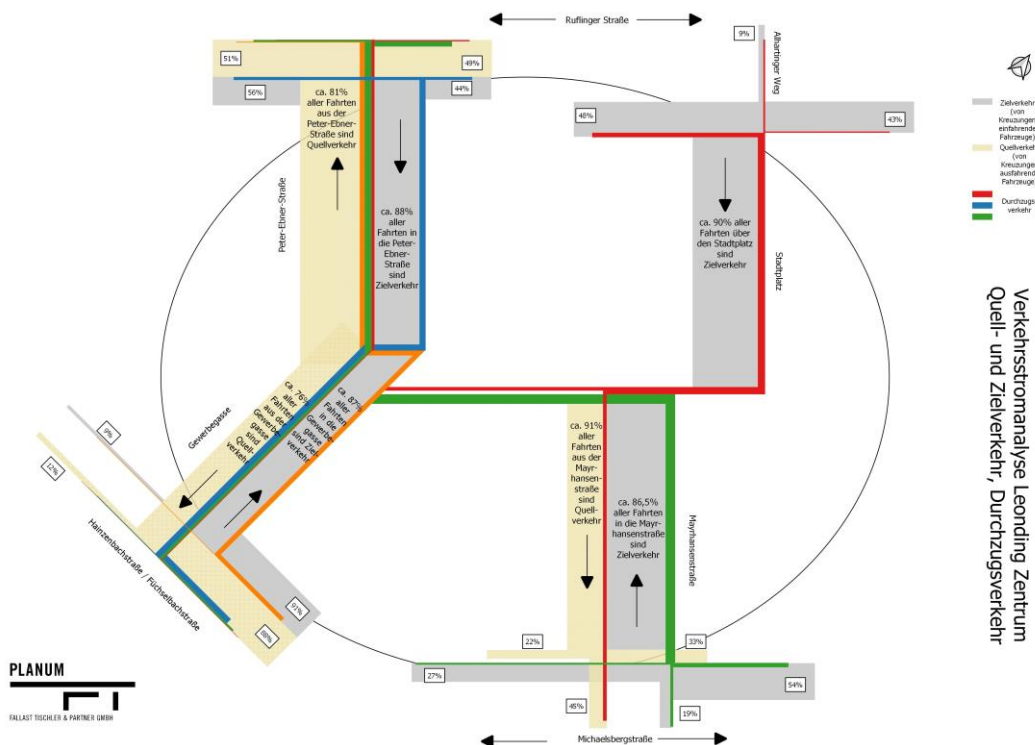 Ruflinger Straße
51%
49%
56%
44%
ca. 81%
aller Fahrten
aus der
Peter-Ebner-
Straße sind
Quellverkehr
Peter-Ebner-Straße
ca. 88%
aller
Fahrten in
die Peter-
Ebner-
Straße
sind
Zielverkehr
9%
Alhartinger Weg
48%
43%
ca. 90% aller
Fahrten über
den Stadtplatz
sind
Zielverkehr
Stadtplatz
Zielverkehr
(von
Kreuzungen
einfahrende
Fahrzeuge)
Quellverkehr
(von
Kreuzungen
ausfahrende
Fahrzeuge
Durchzugs-
verkehr
Verkehrsstromanalyse Leonding Zentrum
Quell- und Zielverkehr, Durchzugsverkehr
Gewerbegasse
ca. 76%
aller
Fahrten
aus der
Gewerbe-
gasse
sind
Quell-
verkehr
ca. 87%
aller
Fahrten
in die
Gewerbe-
gasse
sind Ziel-
verkehr
9%
12%
Hainzenbachstraße / Füchselbachstraße
91%
88%
ca. 91%
aller
Fahrten
aus der
Mayr-
hansen-
straße
sind
Quell-
verkehr
ca. 86,5%
aller Fahrten
in die Mayr-
hansenstraße
sind
Zielverkehr
Mayrhansenstraße
22%
33%
27%
54%
45%
19%
Michaelsbergstraße
PLANUM
FALLAST TISCHLER & PARTNER GMBH